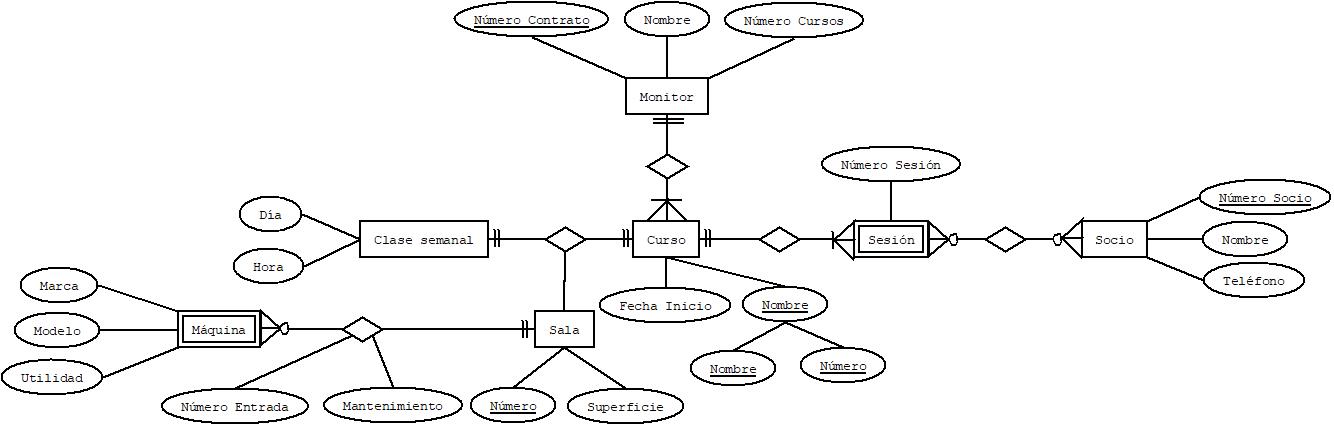 Número Contrato
Nombre
Número Cursos
Monitor
Número Sesión
Número Socio
Día
Clase semanal
Curso
Sesión
Socio
Nombre
Hora
Teléfono
Marca
Fecha Inicio
Nombre
Modelo
Máquina
Sala
Utilidad
Nombre
Número
Número Entrada
Mantenimiento
Número
Superficie